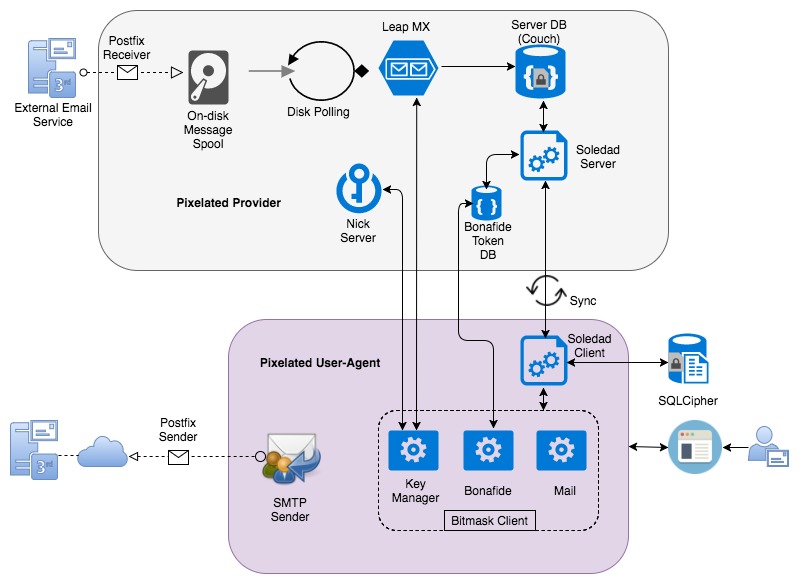 Postfix
Receiver
3rd
External Email
Service
On-disk
Message
Spool
Disk Polling
Leap MX
Server DB
(Couch)
{ }
Soledad
Server
Pixelated Provider
Nick
Server
{ }
Bonafide
Token
DB
Sync
Pixelated User-Agent
Soledad
Client
SQLCipher
Postfix
Sender
3rd
SMTP
Sender
Key
Manager
Bonafide
Mail
Bitmask Client